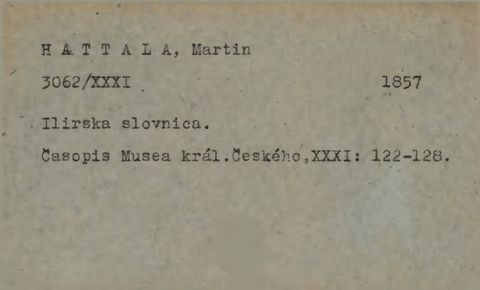 H A T T A L A, Martin
3062/XXXI 1857
Ilirska slovnica.
Časopis Musea král.Českého,XXXI: 122-128.